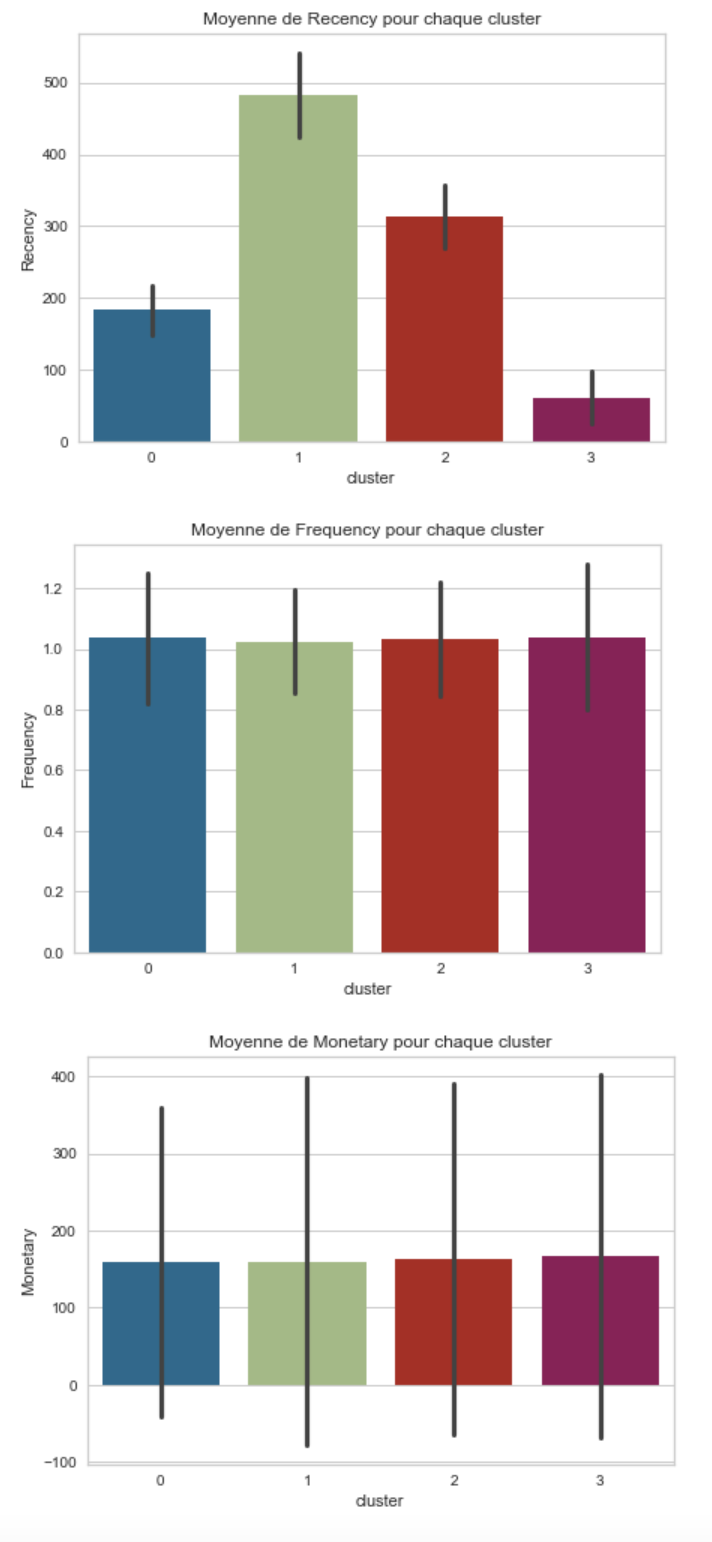 Moyenne de Recency pour chaque cluster
500
400
300
200
100
0
Recency
0 1 2 3
cluster
Moyenne de Frequency pour chaque cluster
1.2
1.0
0.8
0.6
0.4
0.2
0.0
Frequency
0 1 2 3
cluster
Moyenne de Monetary pour chaque cluster
400
300
200
100
0
−100
Monetary
0 1 2 3
cluster